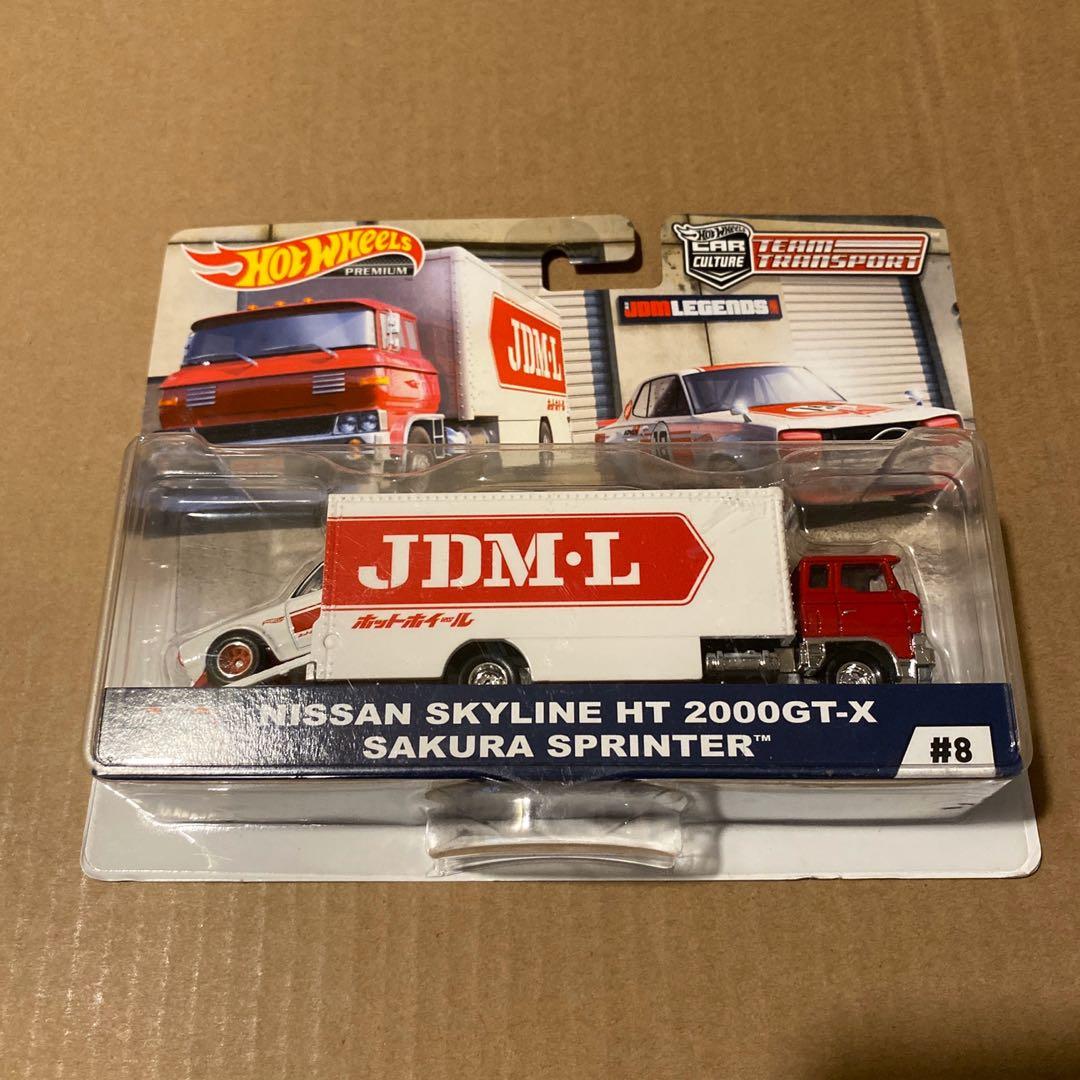 HOT WHEELS
PREMIUM
HOT WHEELS
CAR
CULTURE
TEAM
TRANSPORT
JDM LEGENDS
JDM·L
JDM·L
ホットホイール
NISSAN SKYLINE HT 2000GT-X
SAKURA SPRINTER™
#8